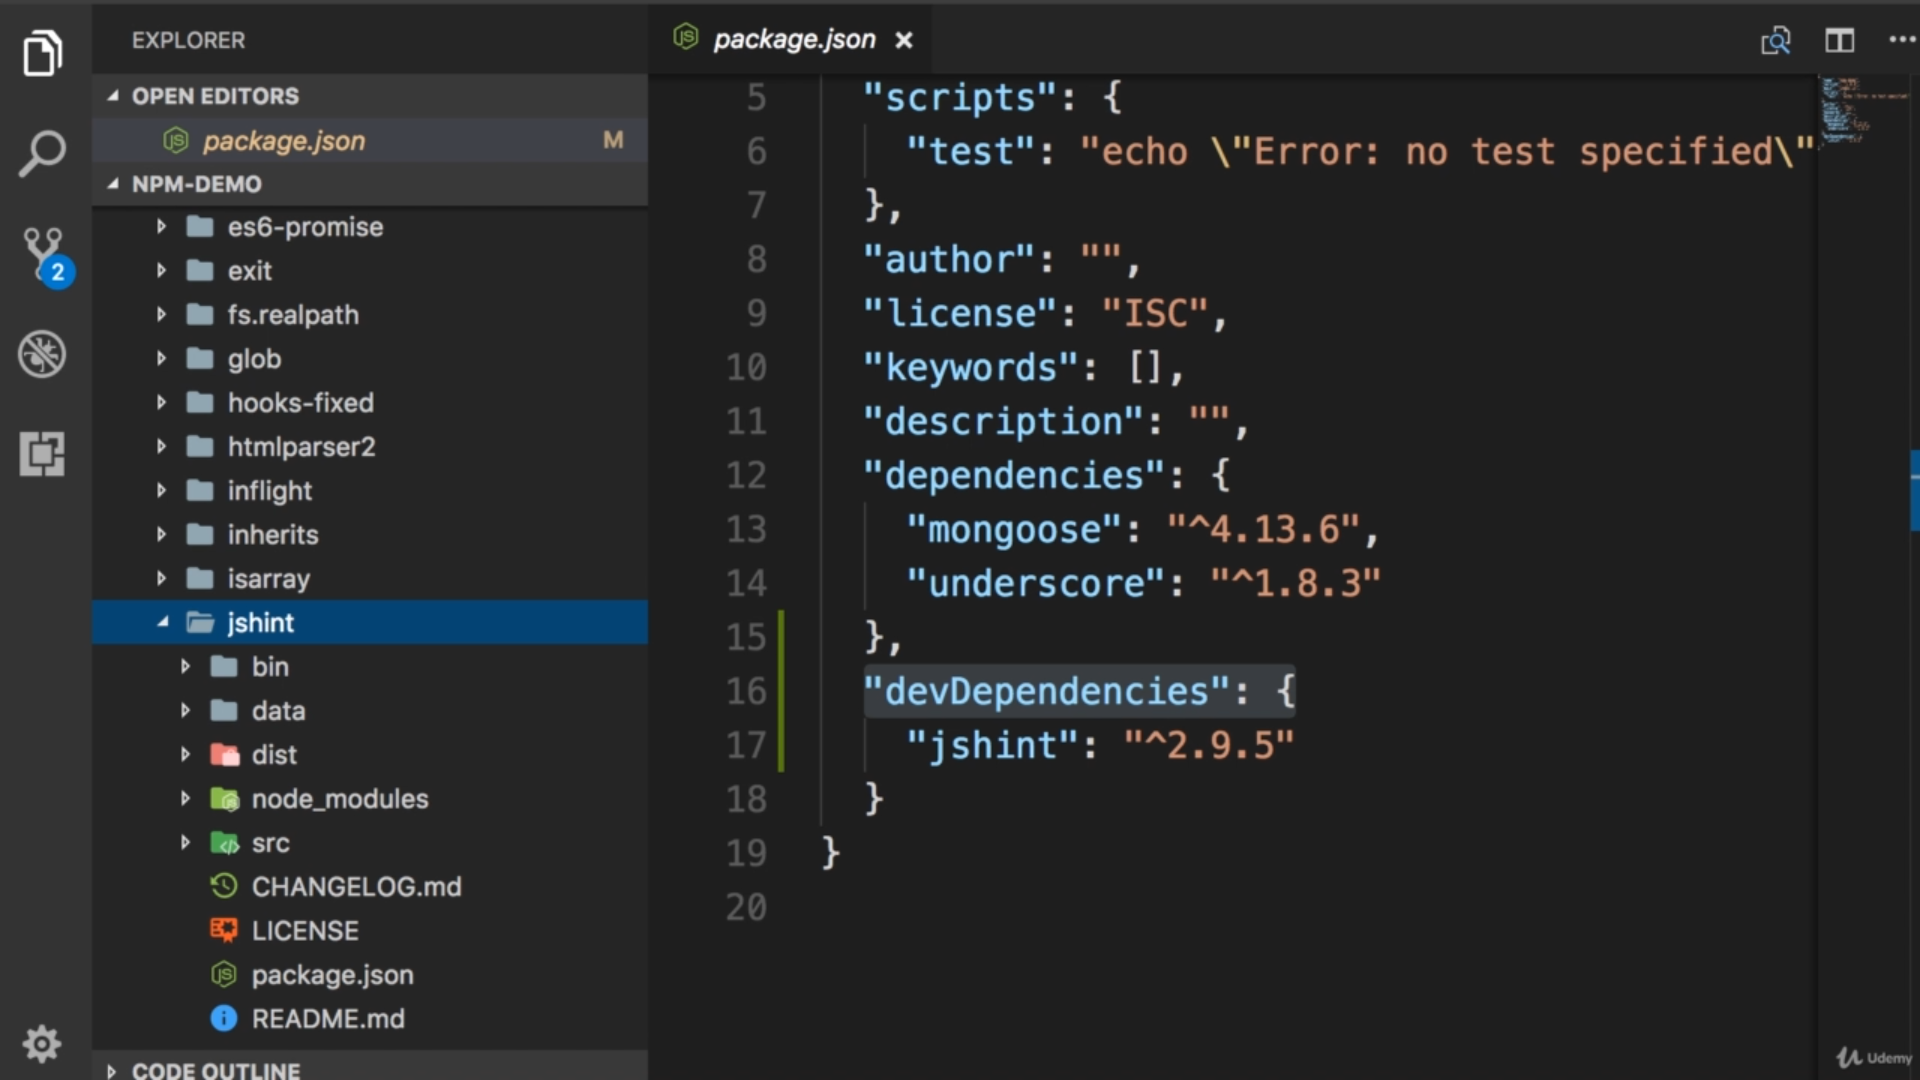 EXPLORER
OPEN EDITORS
package.json M
NPM-DEMO
es6-promise
exit
fs.realpath
glob
hooks-fixed
htmlparser2
inflight
inherits
isarray
jshint
bin
data
dist
node_modules
src
CHANGELOG.md
LICENSE
package.json
README.md
CODE OUTLINE
2
package.json
5 "scripts": {
6 "test": "echo \"Error: no test specified\"
7 },
8 "author": "",
9 "license": "ISC",
10 "keywords": [],
11 "description": "",
12 "dependencies": {
13 "mongoose": "^4.13.6",
14 "underscore": "^1.8.3"
15 },
16 "devDependencies": {
17 "jshint": "^2.9.5"
18 }
19 }
20
Udemy